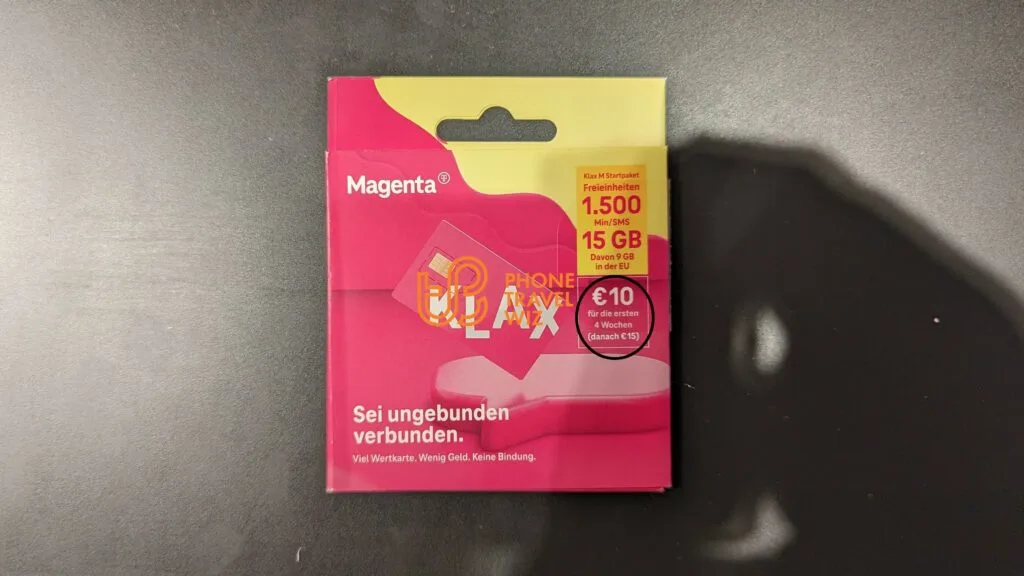 Magenta
Klax M Startpaket
Freieinheiten
1.500
Min/SMS
15 GB
Davon 9 GB
in der EU
€10
für die ersten
4 Wochen
(danach €15)
KLAX
PHONE
TRAVEL
WIZ
Sei ungebunden
verbunden.
Viel Wertkarte. Wenig Geld. Keine Bindung.